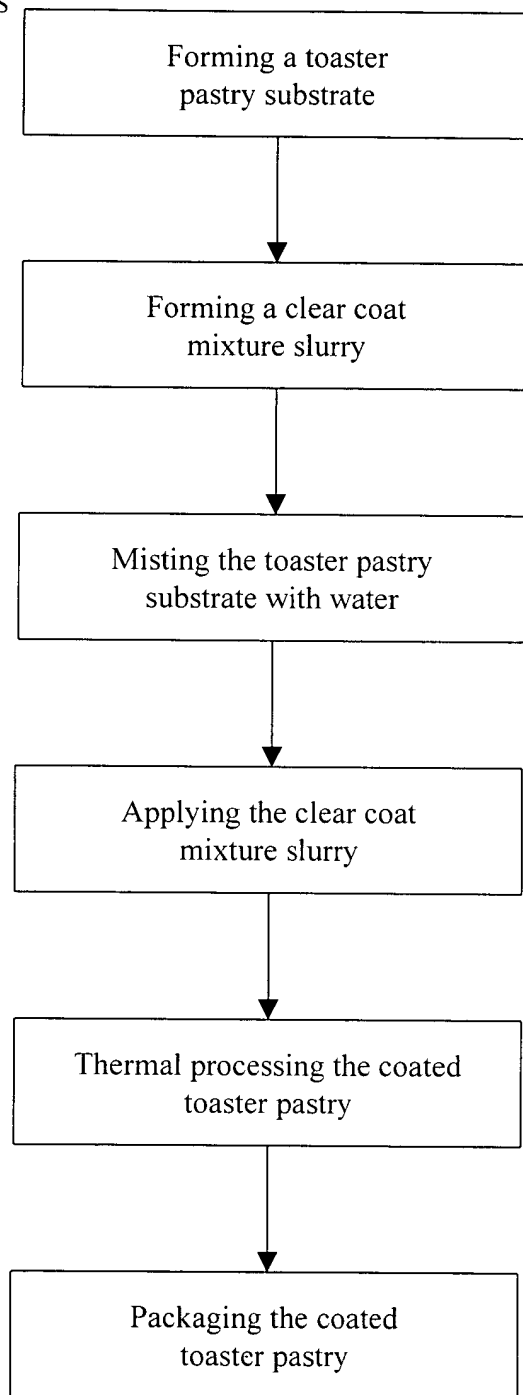 Forming a toaster
pastry substrate
Forming a clear coat
mixture slurry
Misting the toaster pastry
substrate with water
Applying the clear coat
mixture slurry
Thermal processing the coated
toaster pastry
Packaging the coated
toaster pastry